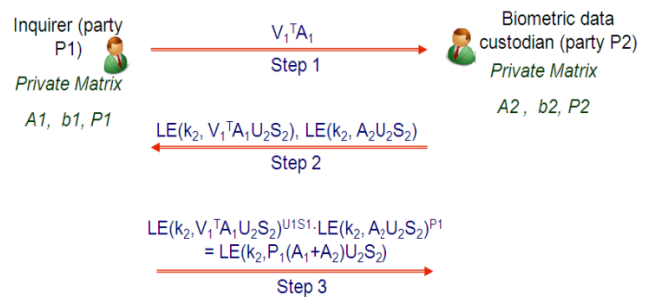 Inquirer (party
P1)
Private Matrix
A1, b1, P1
V₁ᵀA₁
Step 1
Biometric data
custodian (party P2)
Private Matrix
A2 , b2, P2
LE(k₂, V₁ᵀA₁U₂S₂), LE(k₂, A₂U₂S₂)
Step 2
LE(k₂,V₁ᵀA₁U₂S₂)ᵁ¹ˢ¹·LE(k₂, A₂U₂S₂)ᴾ¹
= LE(k₂,P₁(A₁+A₂)U₂S₂)
Step 3